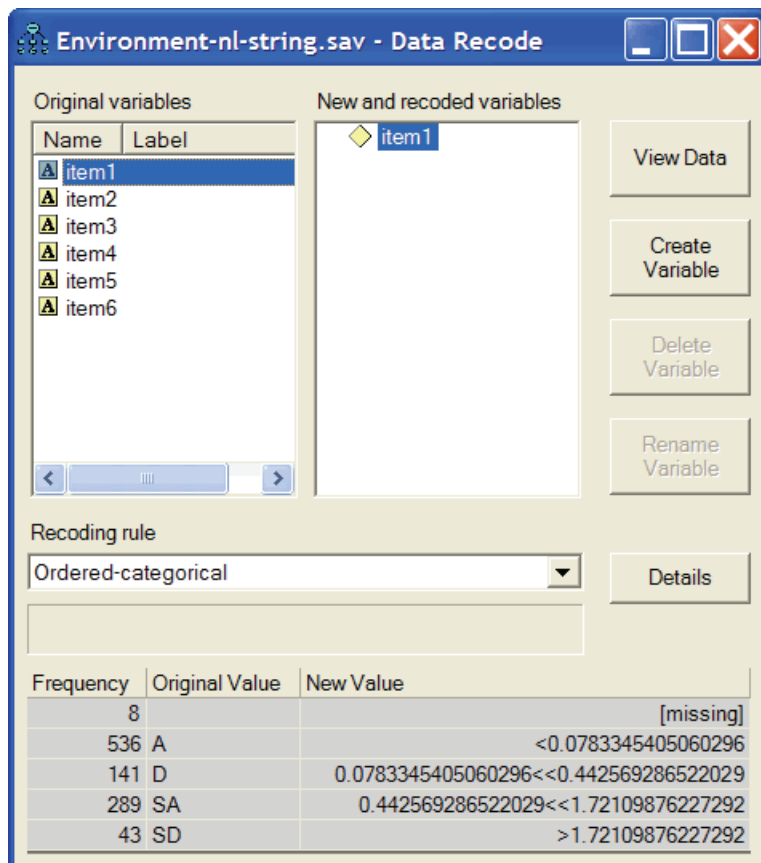 Environment-nl-string.sav - Data Recode
Original variables
New and recoded variables
Name Label
item1
item2
item3
item4
item5
item6
item1
View Data
Create Variable
Delete Variable
Rename Variable
Recoding rule
Ordered-categorical
Details
Frequency Original Value New Value
8 [missing]
536 A <0.0783345405060296
141 D 0.0783345405060296<<0.442569286522029
289 SA 0.442569286522029<<1.72109876227292
43 SD >1.72109876227292